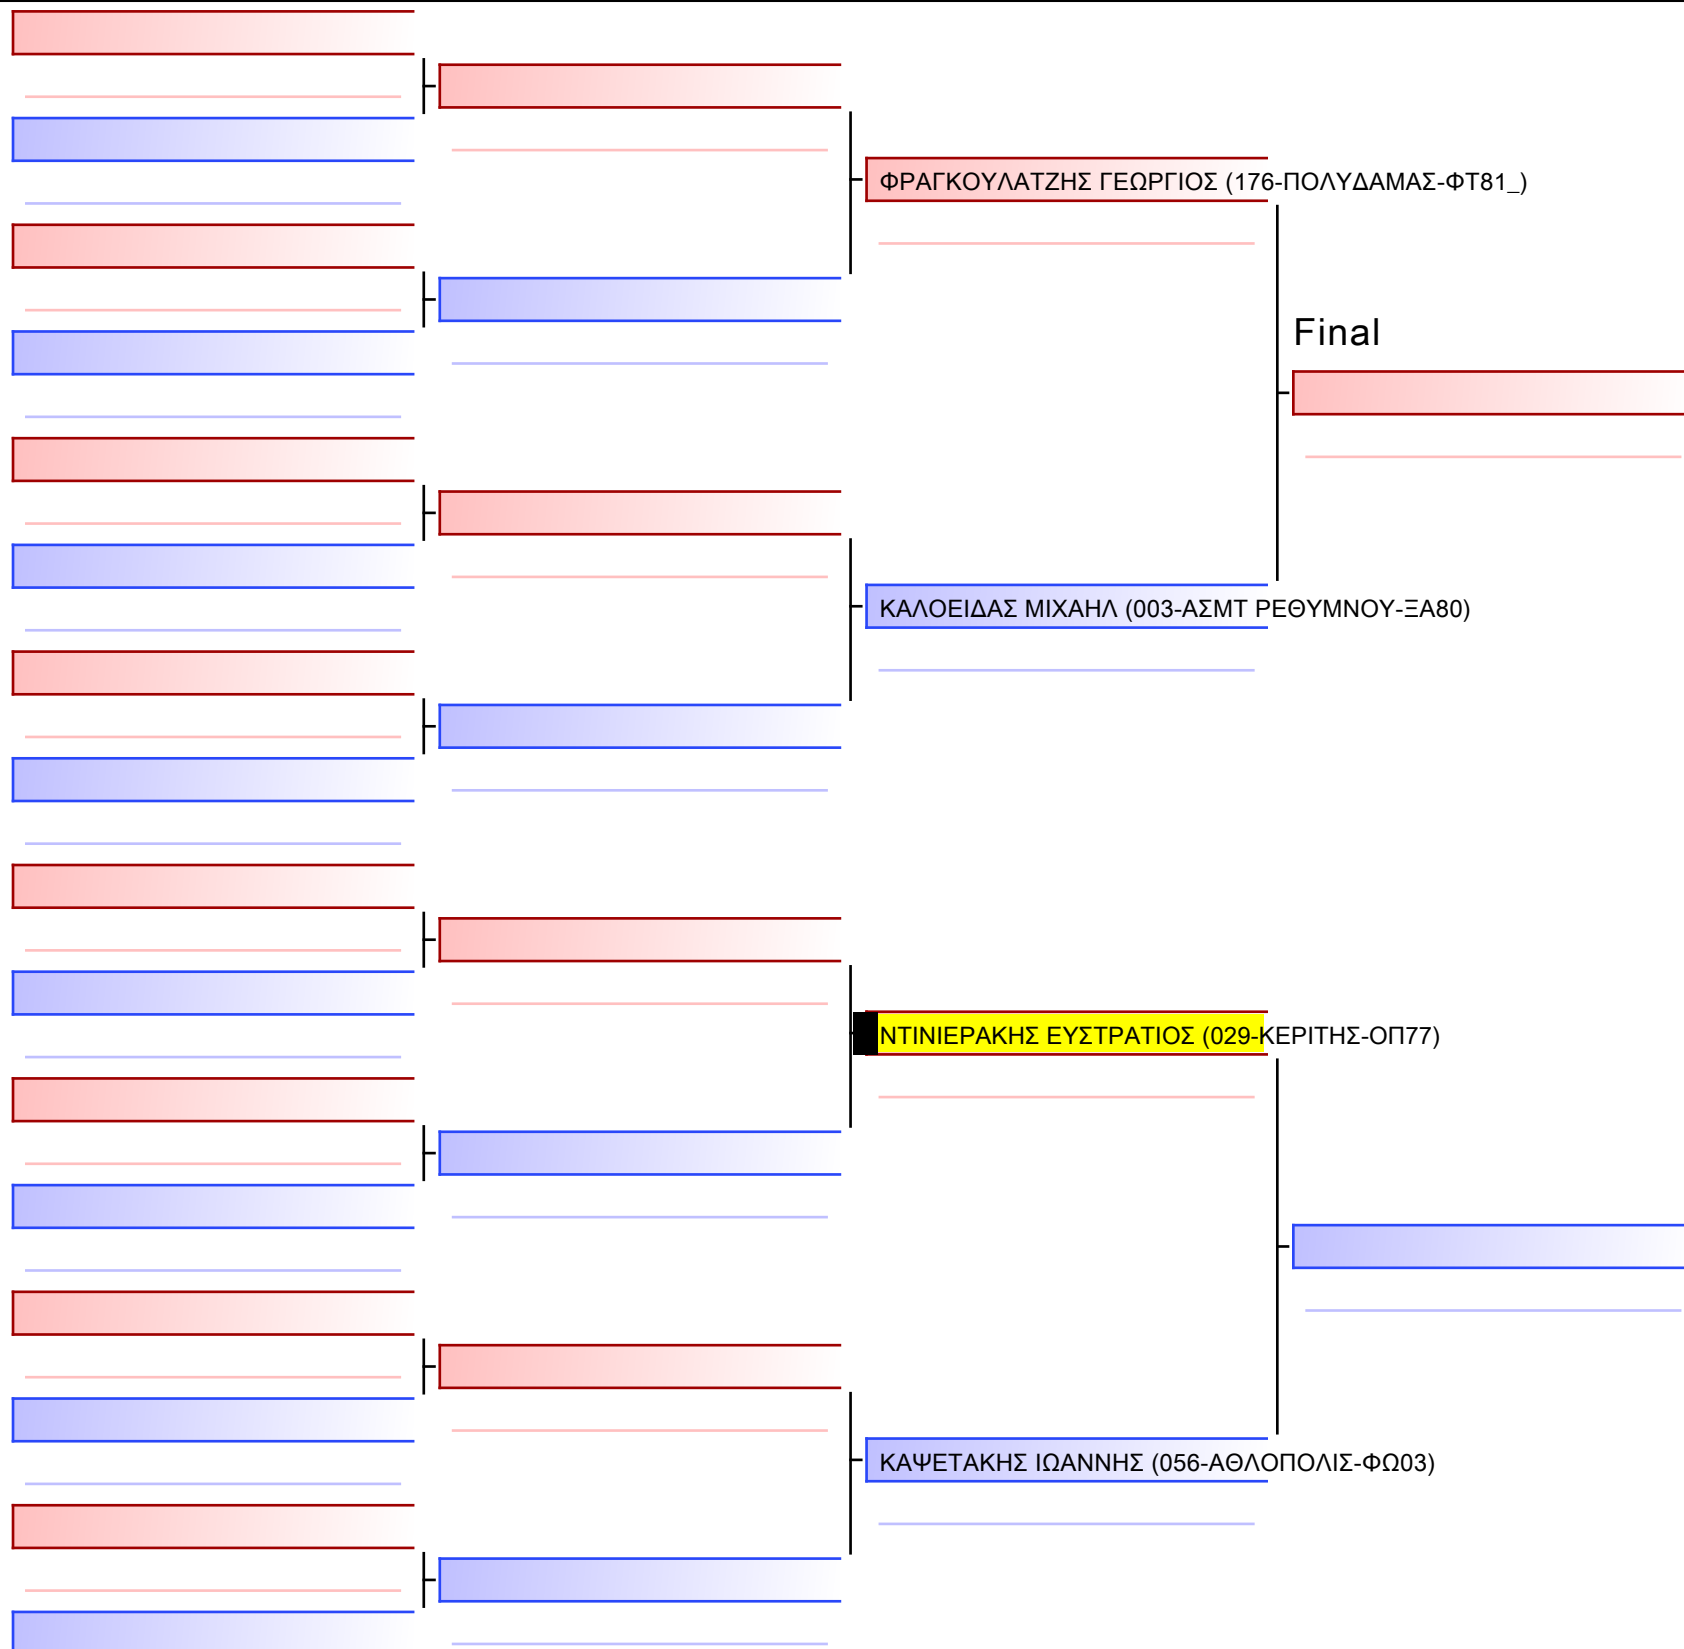 ΦΡΑΓΚΟΥΛΑΤΖΗΣ ΓΕΩΡΓΙΟΣ (176-ΠΟΛΥΔΑΜΑΣ-ΦΤ81_)
Final
ΚΑΛΟΕΙΔΑΣ ΜΙΧΑΗΛ (003-ΑΣΜΤ ΡΕΘΥΜΝΟΥ-ΞΑ80)
ΝΤΙΝΙΕΡΑΚΗΣ ΕΥΣΤΡΑΤΙΟΣ (029-ΚΕΡΙΤΗΣ-ΟΠ77)
ΚΑΨΕΤΑΚΗΣ ΙΩΑΝΝΗΣ (056-ΑΘΛΟΠΟΛΙΣ-ΦΩ03)